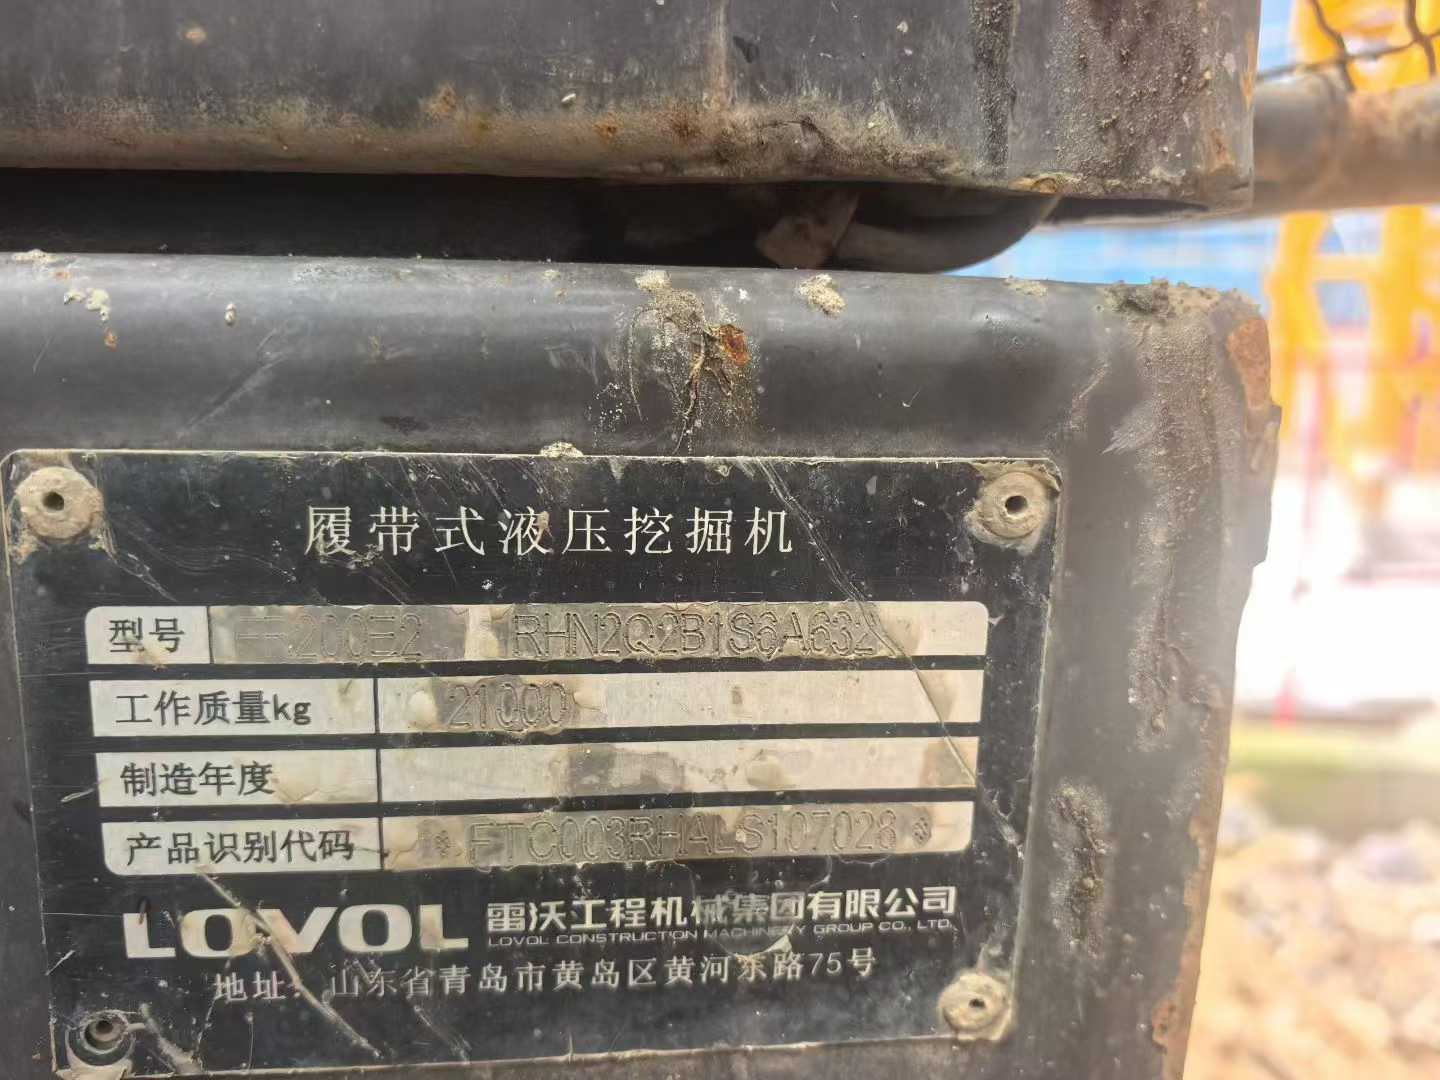 履带式液压挖掘机
型号 FR200E2 RHN2Q2B1S6A632
工作质量kg 21000
制造年度
产品识别代码 FTC003RHALS107028
LOVOL 雷沃工程机械集团有限公司
LOVOL CONSTRUCTION MACHINERY GROUP CO., LTD.
地址：山东省青岛市黄岛区黄河东路75号